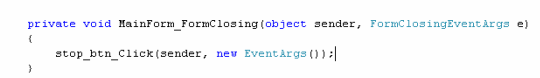 private void MainForm_FormClosing(object sender, FormClosingEventArgs e)
{
    stop_btn_Click(sender, new EventArgs());
}